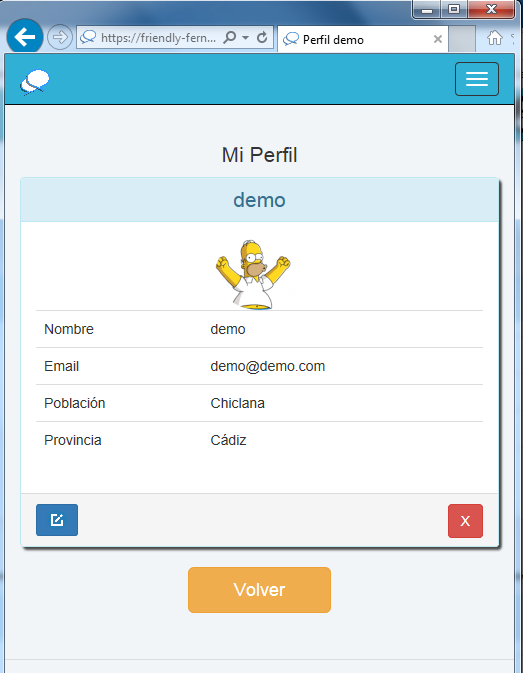 https://friendly-fern...
Perfil demo
Mi Perfil
demo
Nombre demo
Email demo@demo.com
Población Chiclana
Provincia Cádiz
X
Volver